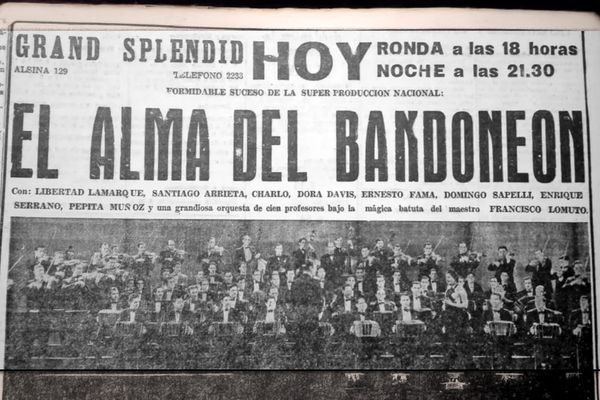 GRAND SPLENDID
ALSINA 129 TELEFONO 2233
HOY
RONDA a las 18 horas
NOCHE a las 21.30
FORMIDABLE SUCESO DE LA SUPER PRODUCCION NACIONAL:
EL ALMA DEL BANDONEON
Con: LIBERTAD LAMARQUE, SANTIAGO ARRIETA, CHARLO, DORA DAVIS, ERNESTO FAMA, DOMINGO SAPELLI, ENRIQUE
SERRANO, PEPITA MUÑOZ y una grandiosa orquesta de cien profesores bajo la mágica batuta del maestro FRANCISCO LOMUTO.